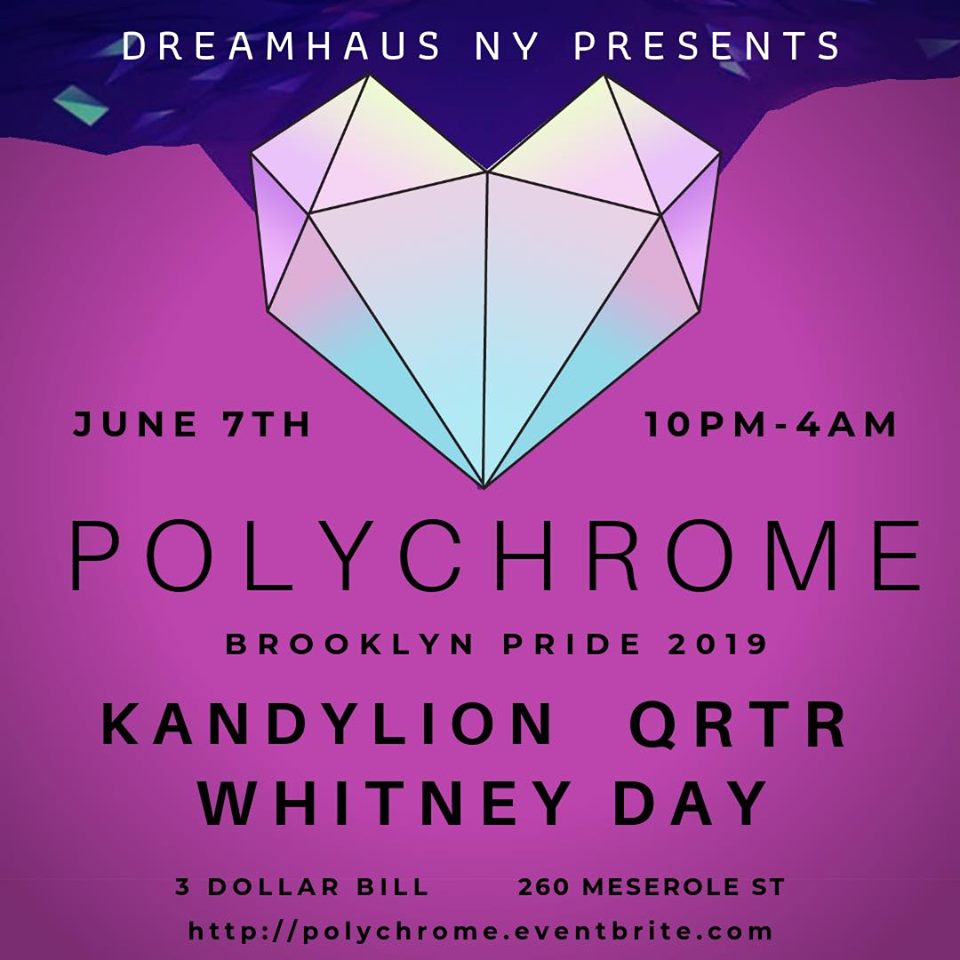 DREAMHAUS NY PRESENTS
JUNE 7TH 10PM-4AM
POLYCHROME
BROOKLYN PRIDE 2019
KANDYLION QRTR
WHITNEY DAY
3 DOLLAR BILL 260 MESEROLE ST
http://polychrome.eventbrite.com